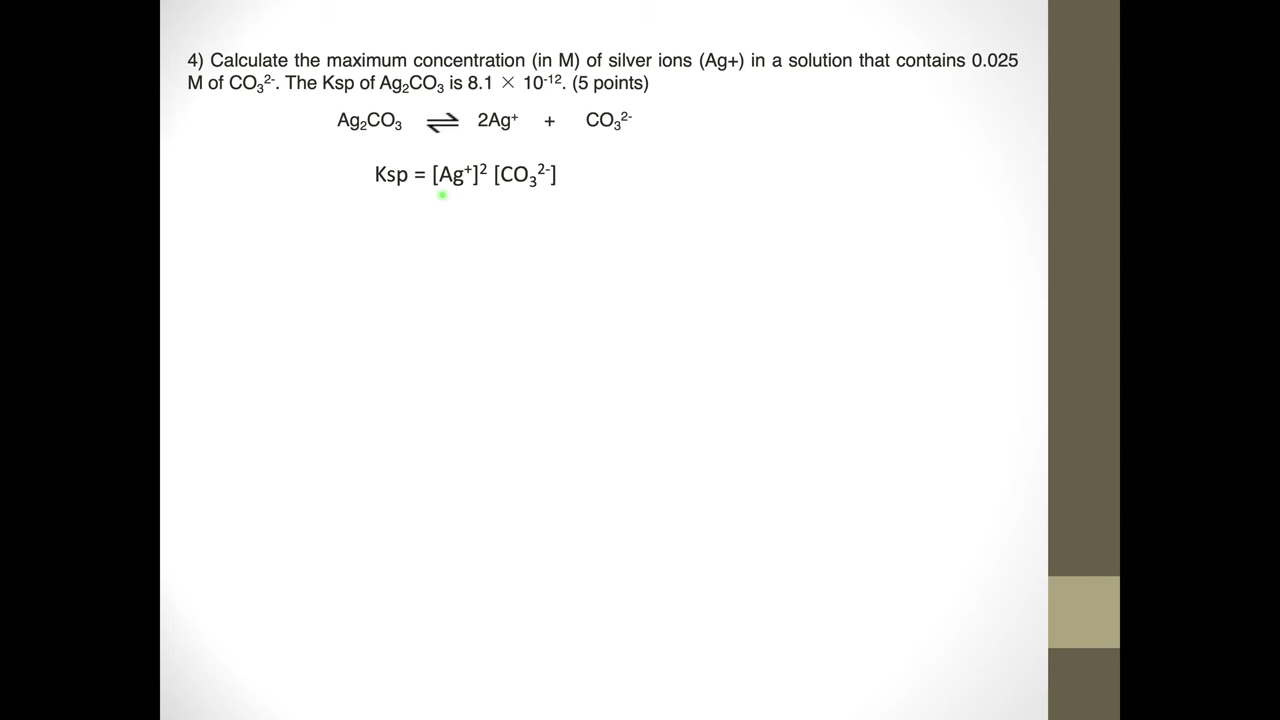 4) Calculate the maximum concentration (in M) of silver ions (Ag+) in a solution that contains 0.025
M of CO₃²⁻. The Ksp of Ag₂CO₃ is 8.1 × 10⁻¹². (5 points)
Ag₂CO₃ ⇌ 2Ag⁺ + CO₃²⁻
Ksp = [Ag⁺]² [CO₃²⁻]